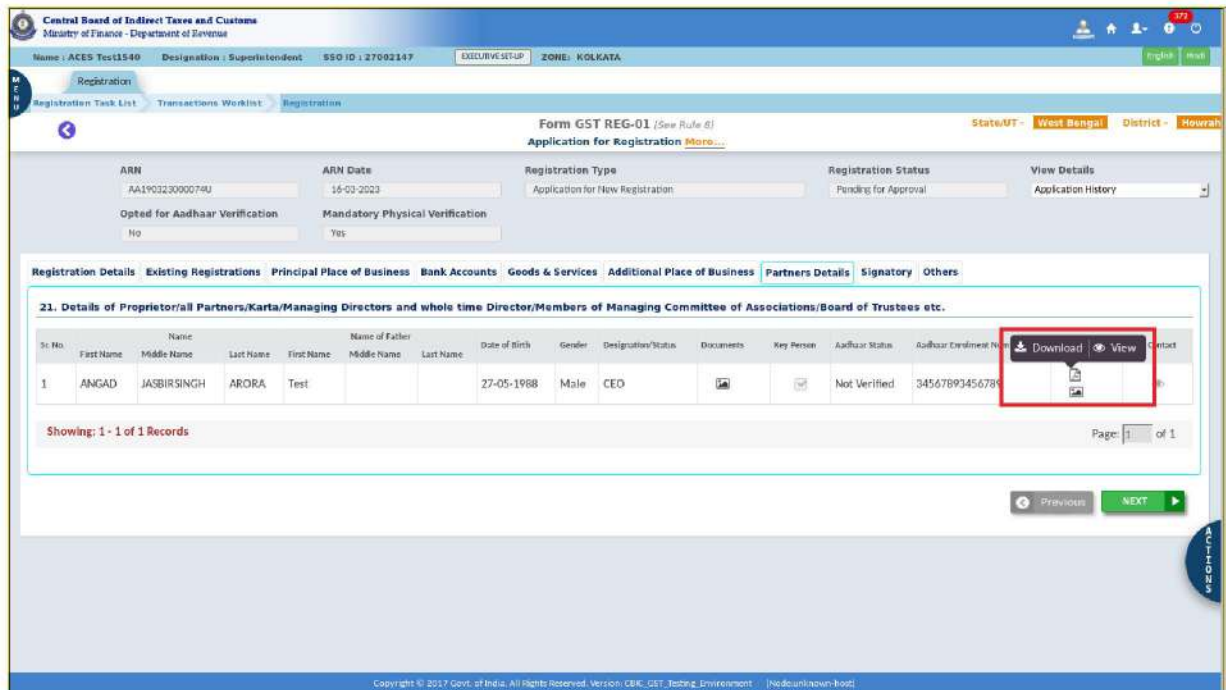 Central Board of Indirect Taxes and Customs
Ministry of Finance - Department of Revenue
372
Name : ACES Test1540 Designation : Superintendent SSO ID : 27002147 EXECUTIVE SET-UP ZONE: KOLKATA English
MENU
Registration
Registration Task List Transactions Worklist Registration
Form GST REG-01 [See Rule 8]
State/UT - West Bengal District - Howrah
Application for Registration More...
ARN ARN Date Registration Type Registration Status View Details
AA190323000074U 16-03-2023 Application for New Registration Pending for Approval Application History
Opted for Aadhaar Verification Mandatory Physical Verification
No Yes
Registration Details Existing Registrations Principal Place of Business Bank Accounts Goods & Services Additional Place of Business Partners Details Signatory Others
21. Details of Proprietor/all Partners/Karta/Managing Directors and whole time Director/Members of Managing Committee of Associations/Board of Trustees etc.
Sr. No. Name Name of Father Date of Birth Gender Designation/Status Documents Key Person Aadhaar Status Aadhaar Enrolment Download View
First Name Middle Name Last Name First Name Middle Name Last Name
1 ANGAD JASBIRSINGH ARORA Test 27-05-1988 Male CEO Not Verified 3456789345678
Showing: 1 - 1 of 1 Records Page: 1 of 1
Previous NEXT
ACTIONS
Copyright © 2017 Govt. of India, All Rights Reserved. Version: CBIC_GST_Testing_Environment [Node:unknown-host]